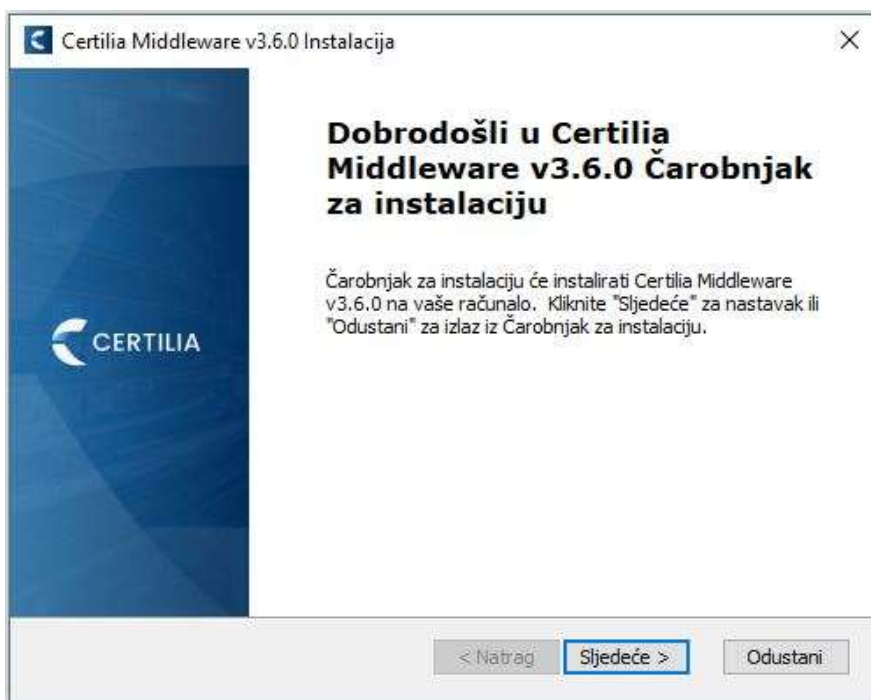 Certilia Middleware v3.6.0 Instalacija
Dobrodošli u Certilia
Middleware v3.6.0 Čarobnjak
za instalaciju
Čarobnjak za instalaciju će instalirati Certilia Middleware
v3.6.0 na vaše računalo.  Kliknite "Sljedeće" za nastavak ili
"Odustani" za izlaz iz Čarobnjak za instalaciju.
CERTILIA
< Natrag
Sljedeće >
Odustani